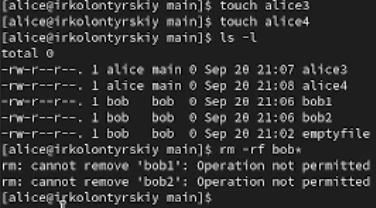 [alice@irkolontyrskiy main]$ touch alice3
[alice@irkolontyrskiy main]$ touch alice4
[alice@irkolontyrskiy main]$ ls -l
total 0
-rw-r--r--. 1 alice main 0 Sep 20 21:07 alice3
-rw-r--r--. 1 alice main 0 Sep 20 21:08 alice4
-rw-r--r--. 1 bob bob 0 Sep 20 21:06 bob1
-rw-r--r--. 1 bob bob 0 Sep 20 21:06 bob2
-rw-r--r--. 1 bob bob 0 Sep 20 21:02 emptyfile
[alice@irkolontyrskiy main]$ rm -rf bob*
rm: cannot remove 'bob1': Operation not permitted
rm: cannot remove 'bob2': Operation not permitted
[alice@irkolontyrskiy main]$